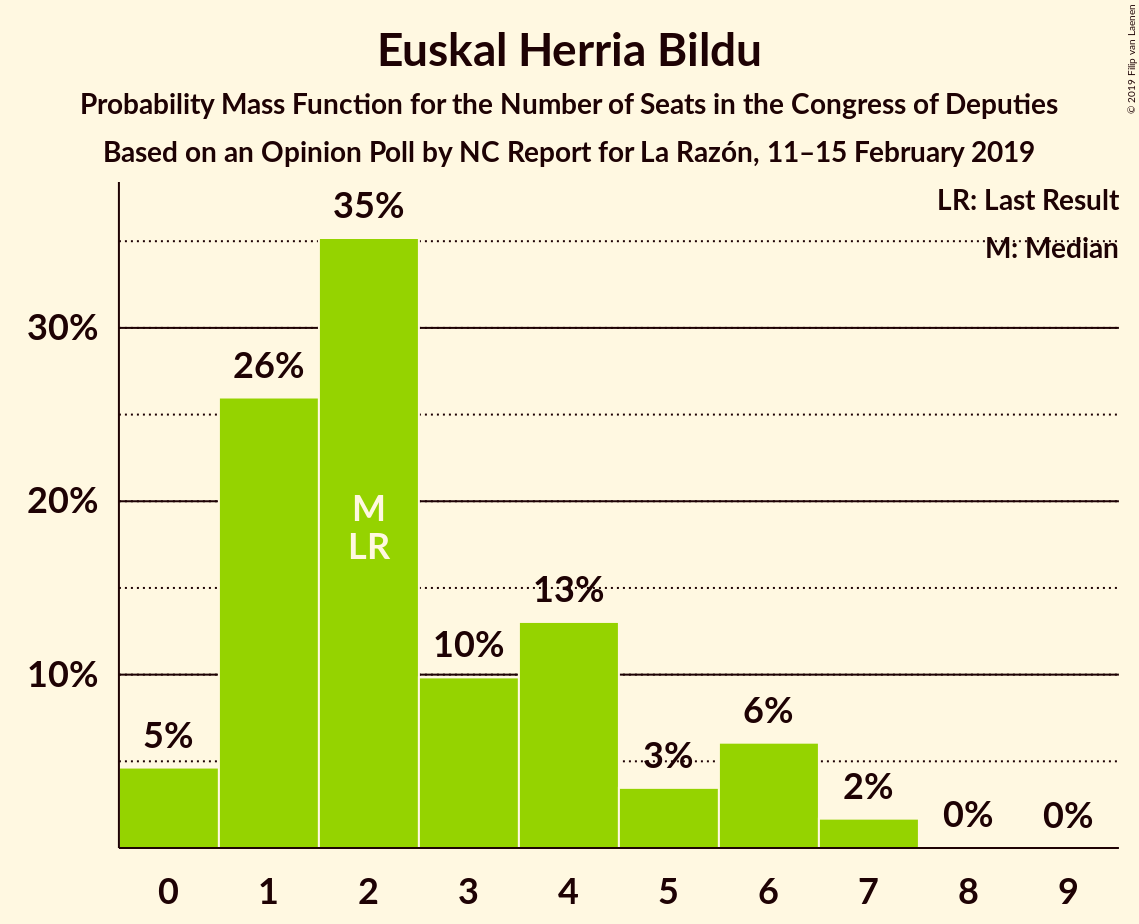 Euskal Herria Bildu
Probability Mass Function for the Number of Seats in the Congress of Deputies
Based on an Opinion Poll by NC Report for La Razón, 11–15 February 2019
© 2019 Filip van Laenen
LR: Last Result
M: Median
35%
30%
26%
20%
M
LR
13%
10%
10%
5%
3%
6%
2%
0%
0%
0 1 2 3 4 5 6 7 8 9